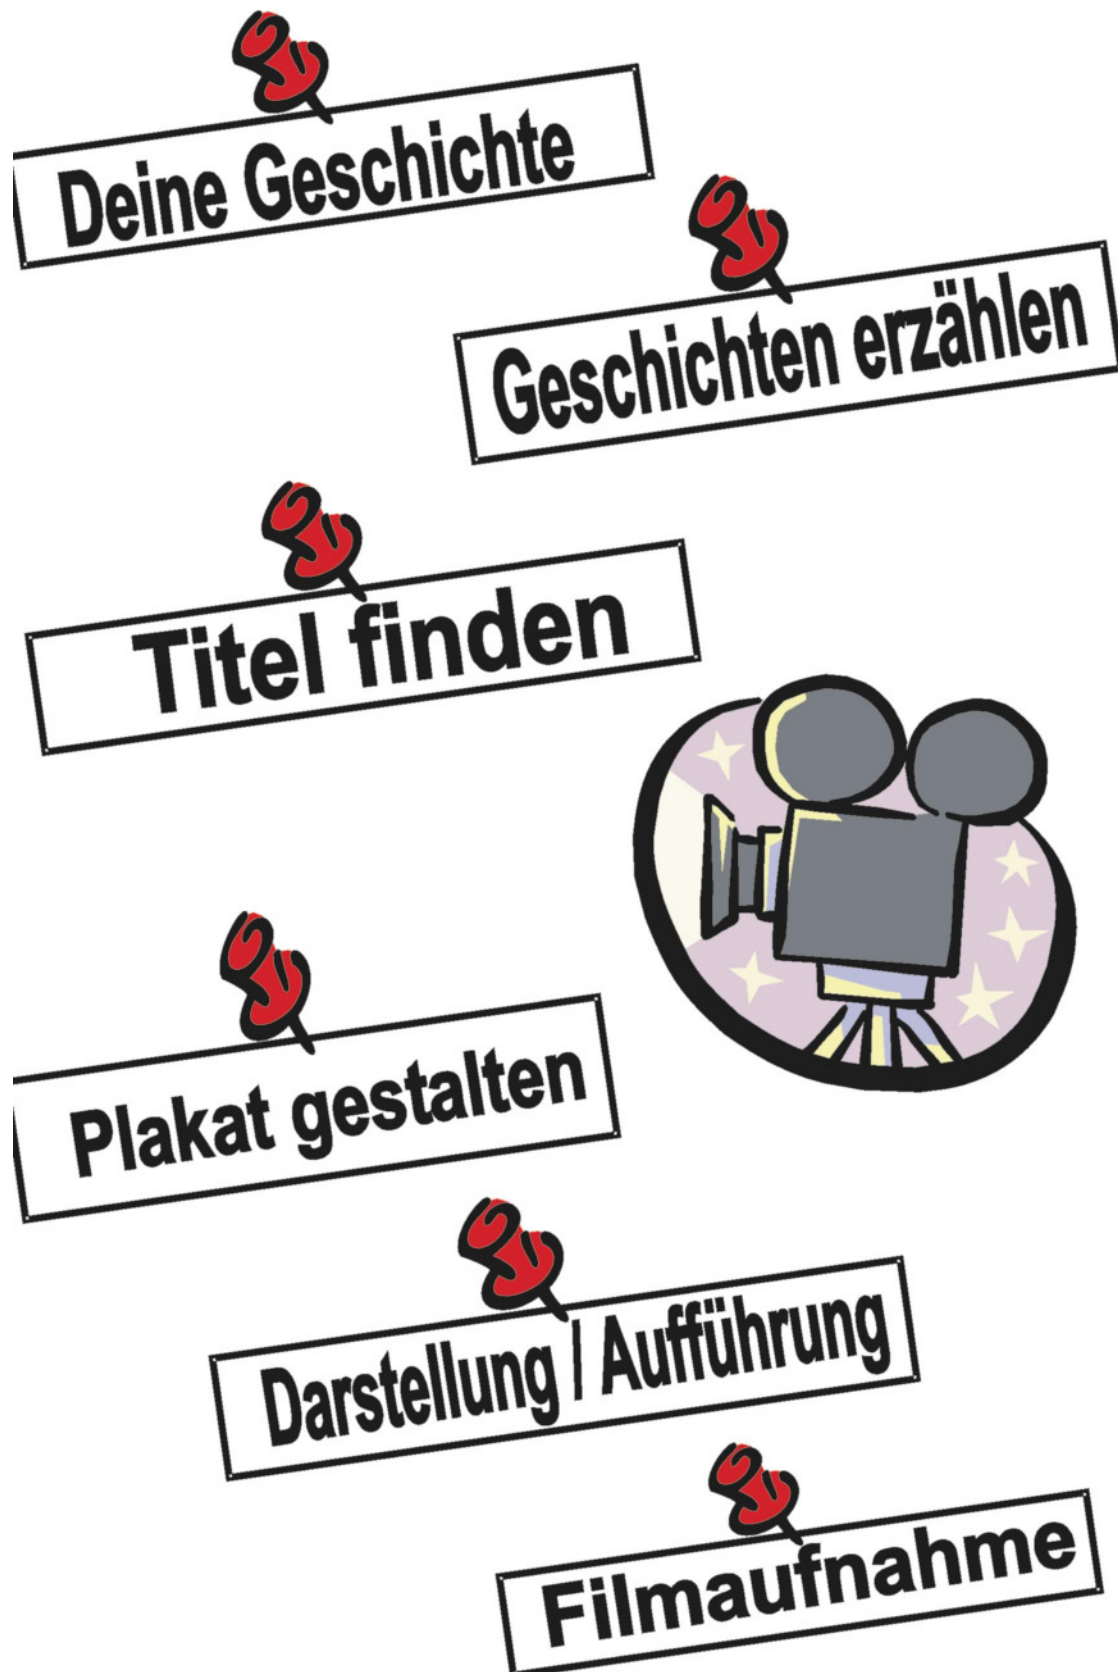 Deine Geschichte
Geschichten erzählen
Titel finden
Plakat gestalten
Darstellung / Aufführung
Filmaufnahme